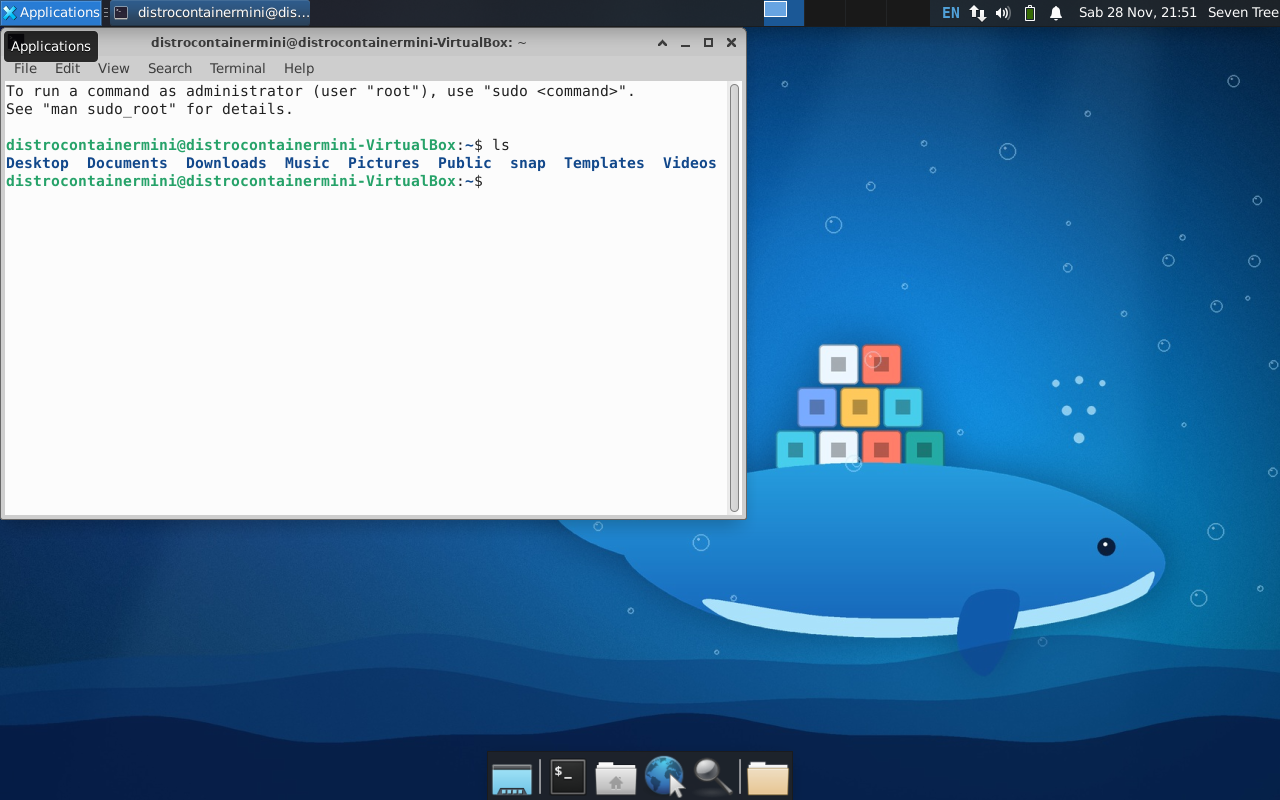 Applications
distrocontainermini@dis...
EN
Sab 28 Nov, 21:51
Seven Tree
Applications
distrocontainermini@distrocontainermini-VirtualBox: ~
File Edit View Search Terminal Help
To run a command as administrator (user "root"), use "sudo <command>".
See "man sudo_root" for details.
distrocontainermini@distrocontainermini-VirtualBox:~$ ls
Desktop Documents Downloads Music Pictures Public snap Templates Videos
distrocontainermini@distrocontainermini-VirtualBox:~$
$_